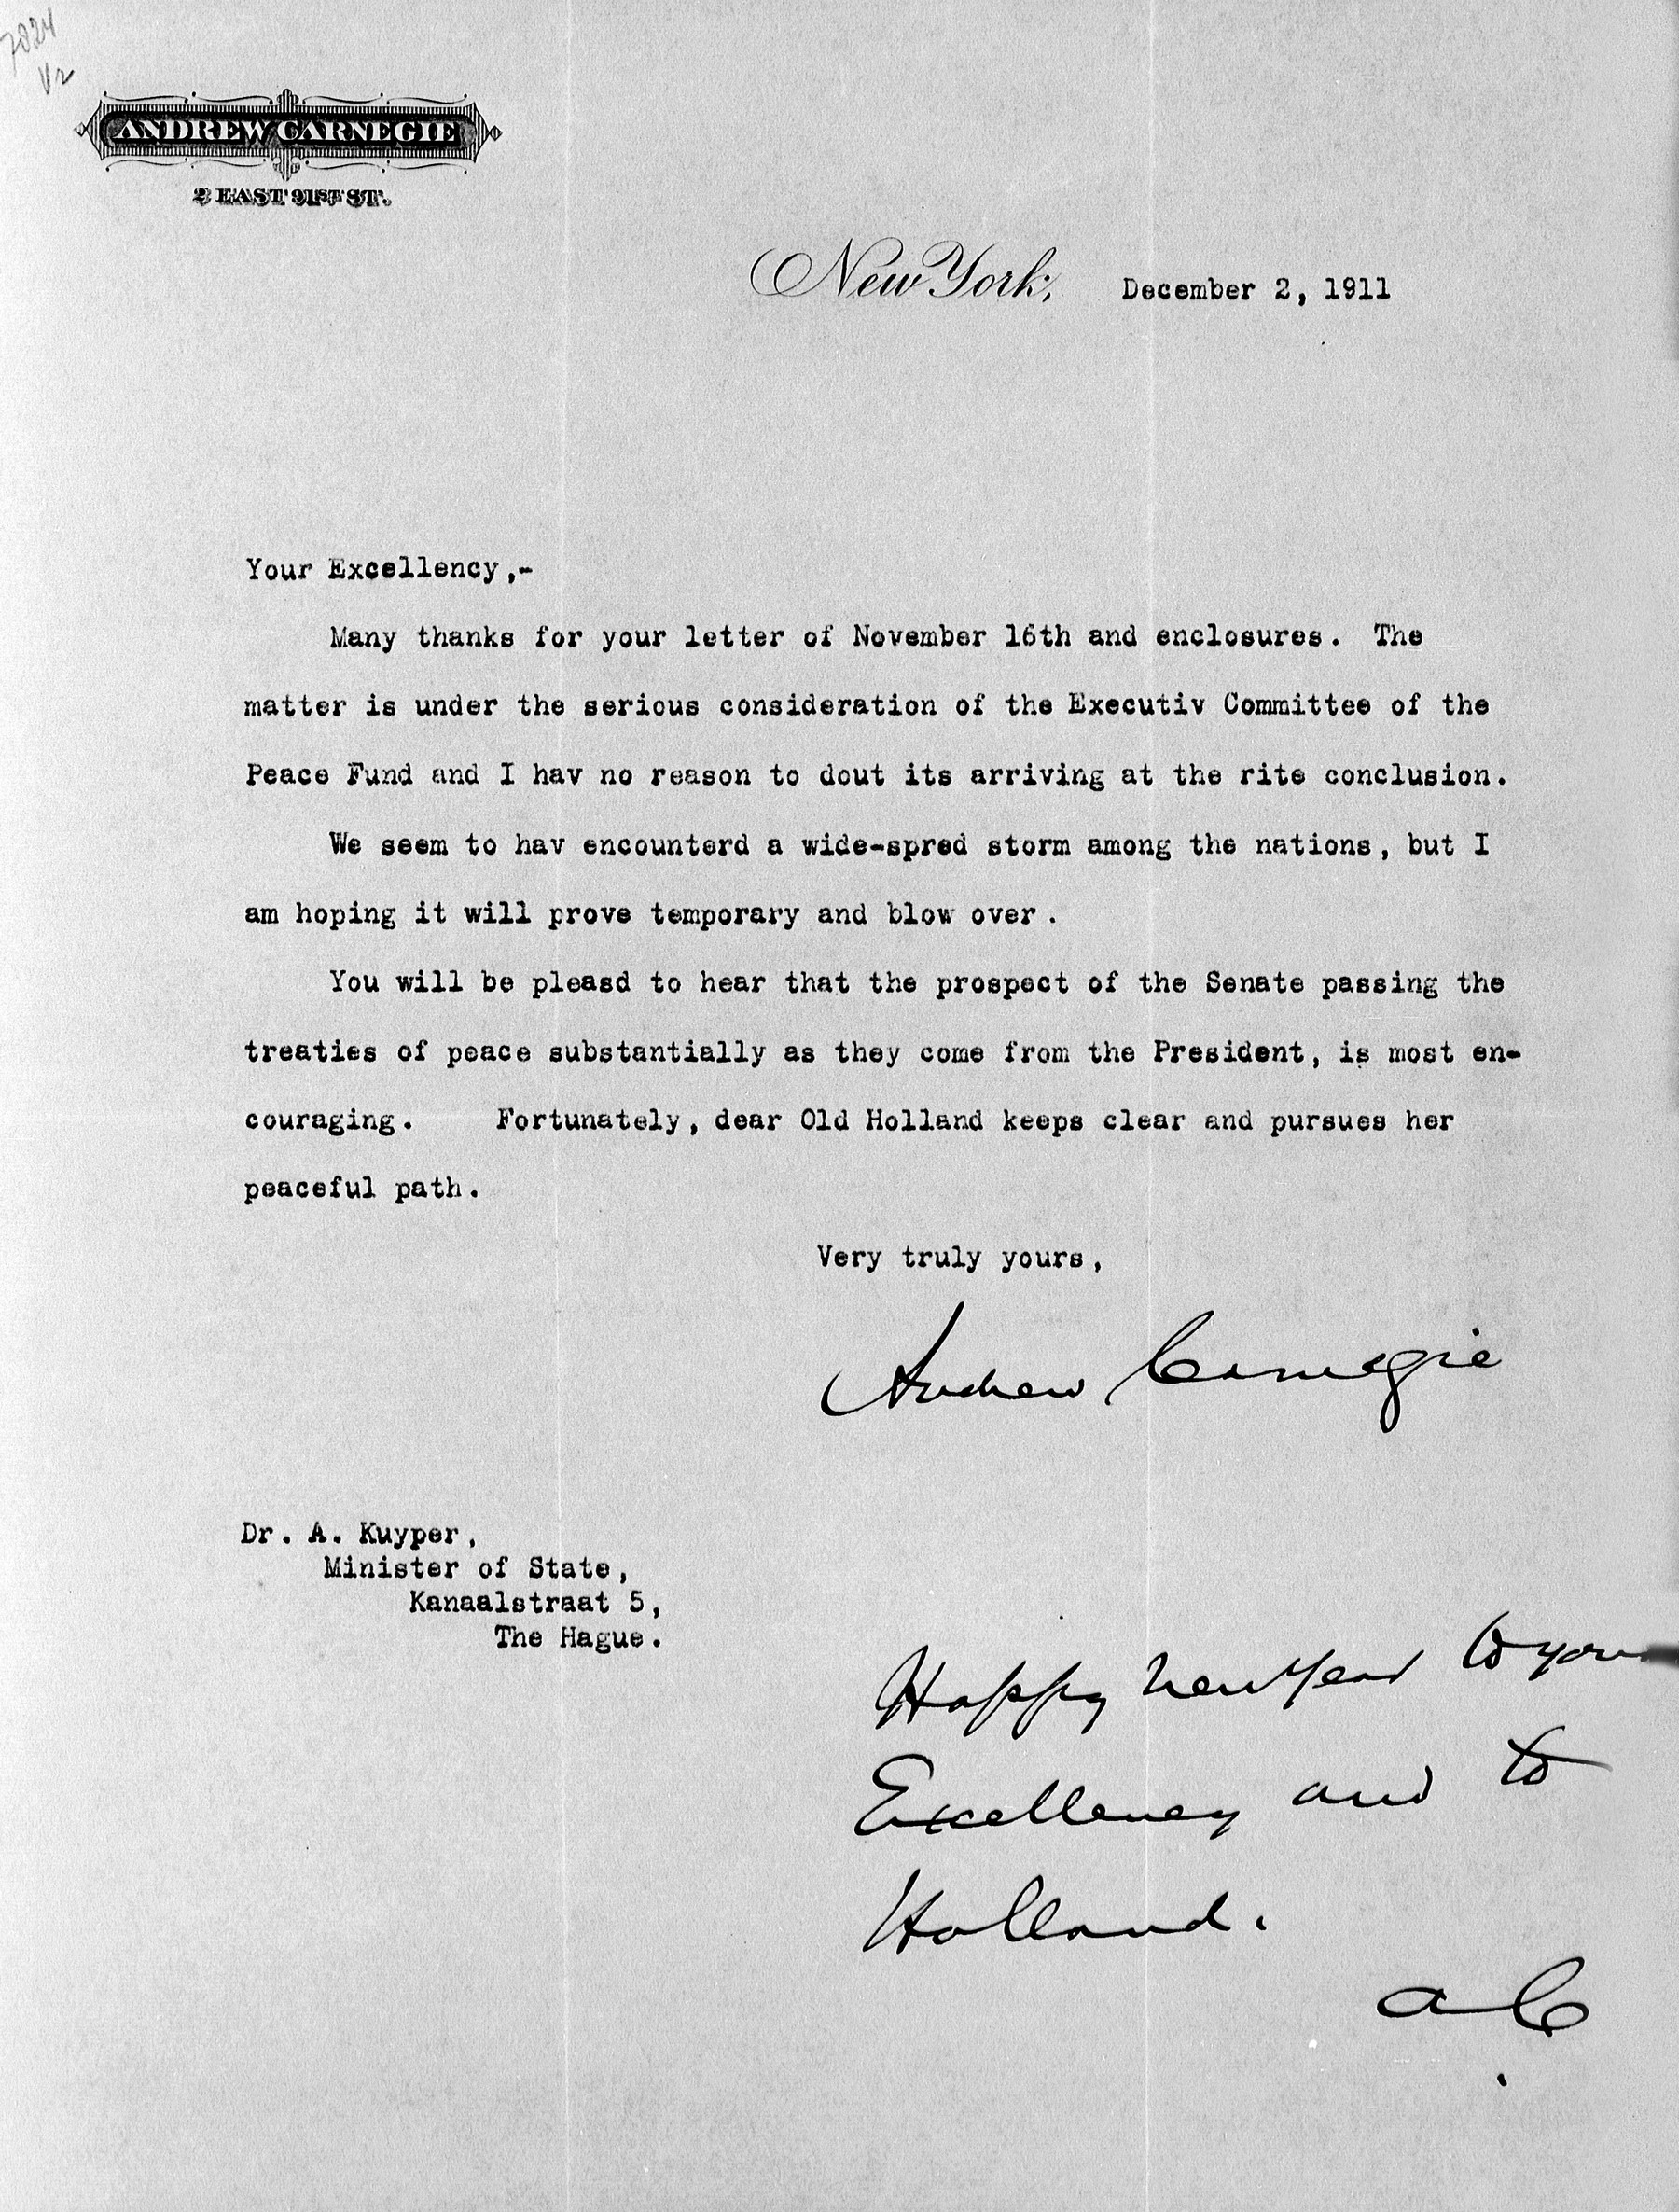 7824
ANDREW CARNEGIE
2 EAST 91ST ST.
New York, December 2, 1911
Your Excellency,-
Many thanks for your letter of November 16th and enclosures. The
matter is under the serious consideration of the Executiv Committee of the
Peace Fund and I hav no reason to dout its arriving at the rite conclusion.
We seem to hav encounterd a wide-spred storm among the nations, but I
am hoping it will prove temporary and blow over.
You will be pleasd to hear that the prospect of the Senate passing the
treaties of peace substantially as they come from the President, is most en-
couraging. Fortunately, dear Old Holland keeps clear and pursues her
peaceful path.
Very truly yours,
Andrew Carnegie
Dr. A. Kuyper,
Minister of State,
Kanaalstraat 5,
The Hague.
Happy New Year to your
Excellency and to
Holland.
AC